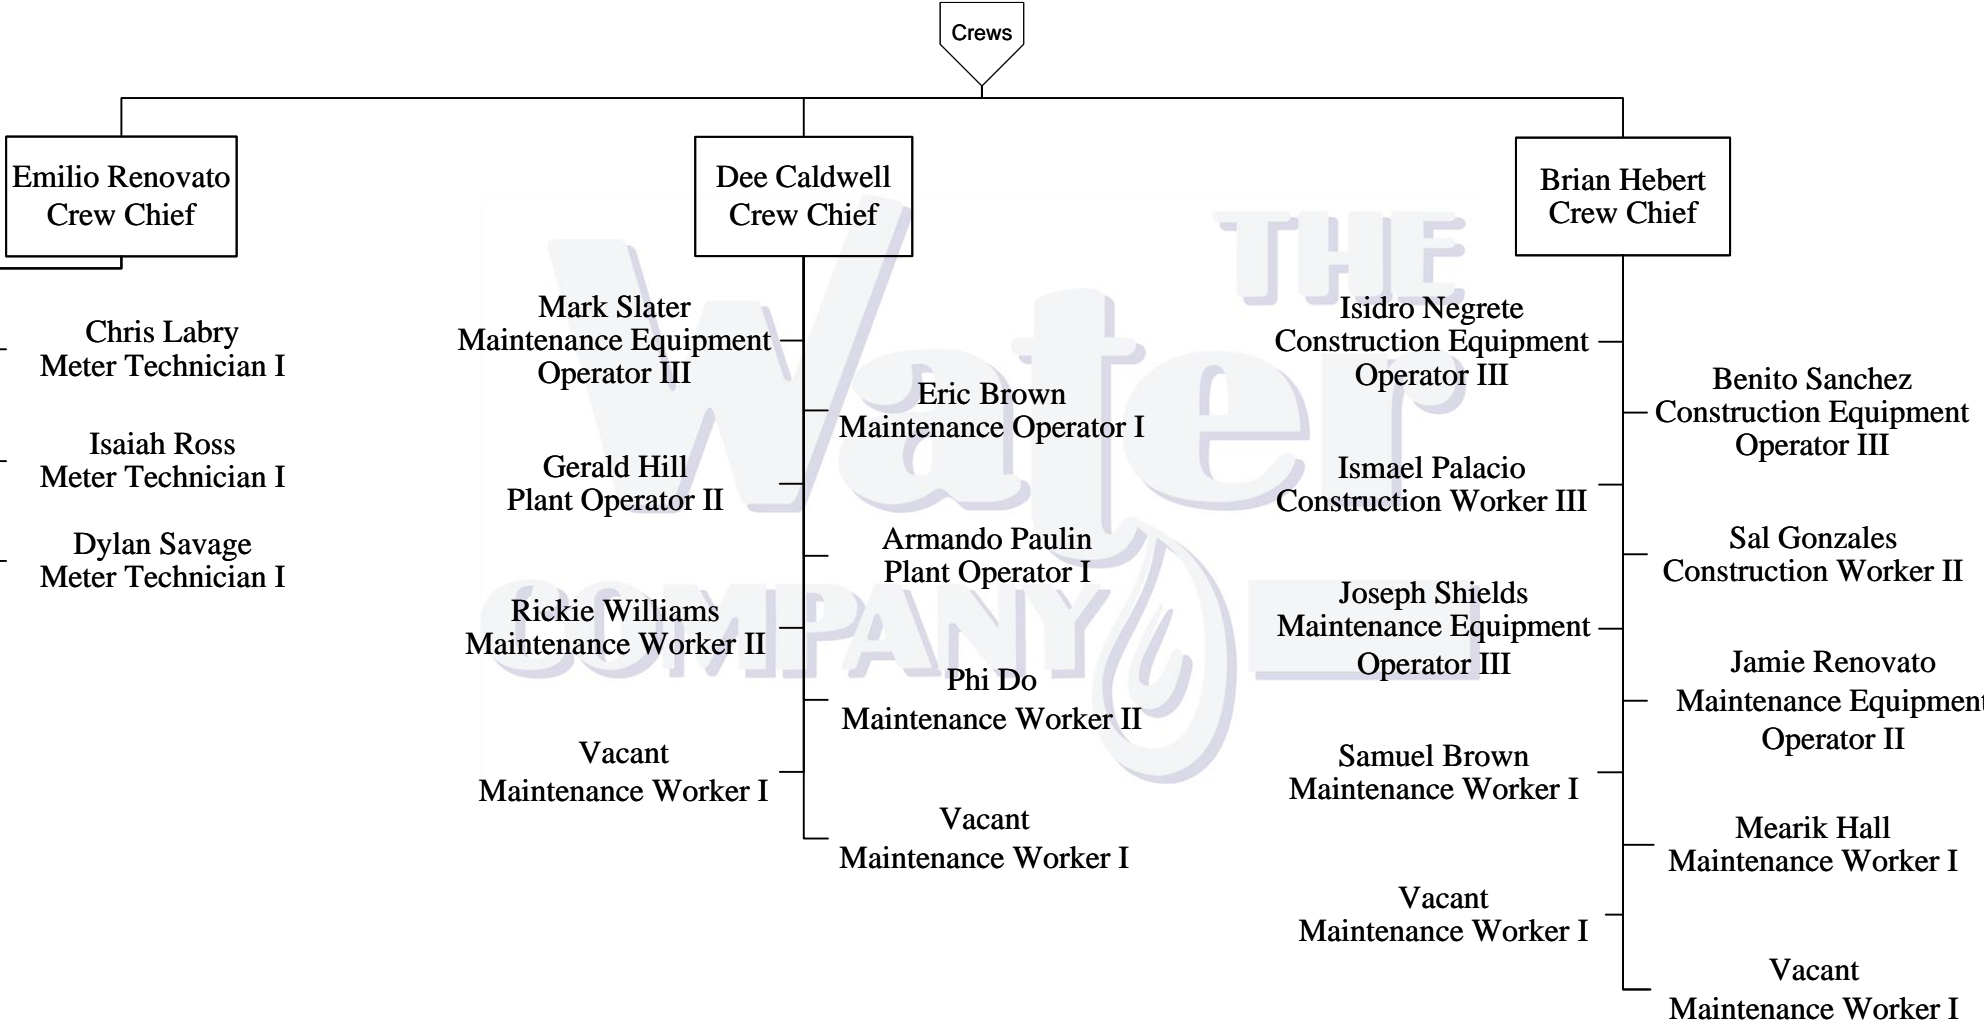 Crews
Emilio Renovato
Crew Chief
Chris Labry
Meter Technician I
Isaiah Ross
Meter Technician I
Dylan Savage
Meter Technician I
Dee Caldwell
Crew Chief
Mark Slater
Maintenance Equipment
Operator III
Eric Brown
Maintenance Operator I
Gerald Hill
Plant Operator II
Armando Paulin
Plant Operator I
Rickie Williams
Maintenance Worker II
Phi Do
Maintenance Worker II
Vacant
Maintenance Worker I
Vacant
Maintenance Worker I
Brian Hebert
Crew Chief
Isidro Negrete
Construction Equipment
Operator III
Benito Sanchez
Construction Equipment
Operator III
Ismael Palacio
Construction Worker III
Sal Gonzales
Construction Worker II
Joseph Shields
Maintenance Equipment
Operator III
Jamie Renovato
Maintenance Equipment
Operator II
Samuel Brown
Maintenance Worker I
Mearik Hall
Maintenance Worker I
Vacant
Maintenance Worker I
Vacant
Maintenance Worker I
THE
Water
COMPANY